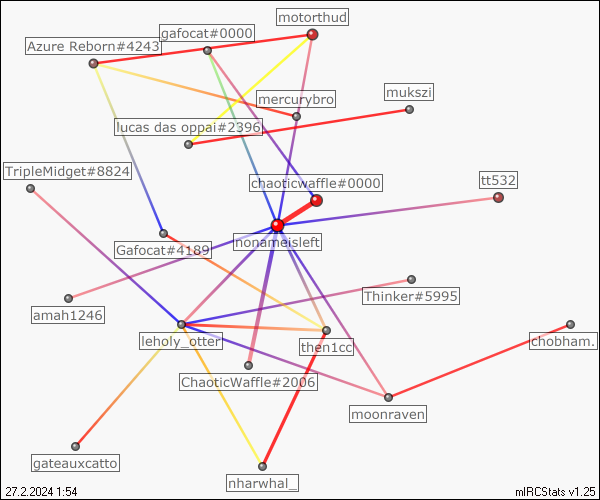 motorthud
gafocat#0000
Azure Reborn#4243
mercurybro
mukszi
lucas das oppai#2396
TripleMidget#8824
chaoticwaffle#0000
tt532
Gafocat#4189
nonameisleft
Thinker#5995
amah1246
leholy_otter
then1cc
chobham.
ChaoticWaffle#2006
moonraven
gateauxcatto
nharwhal_
27.2.2024 1:54
mIRCStats v1.25